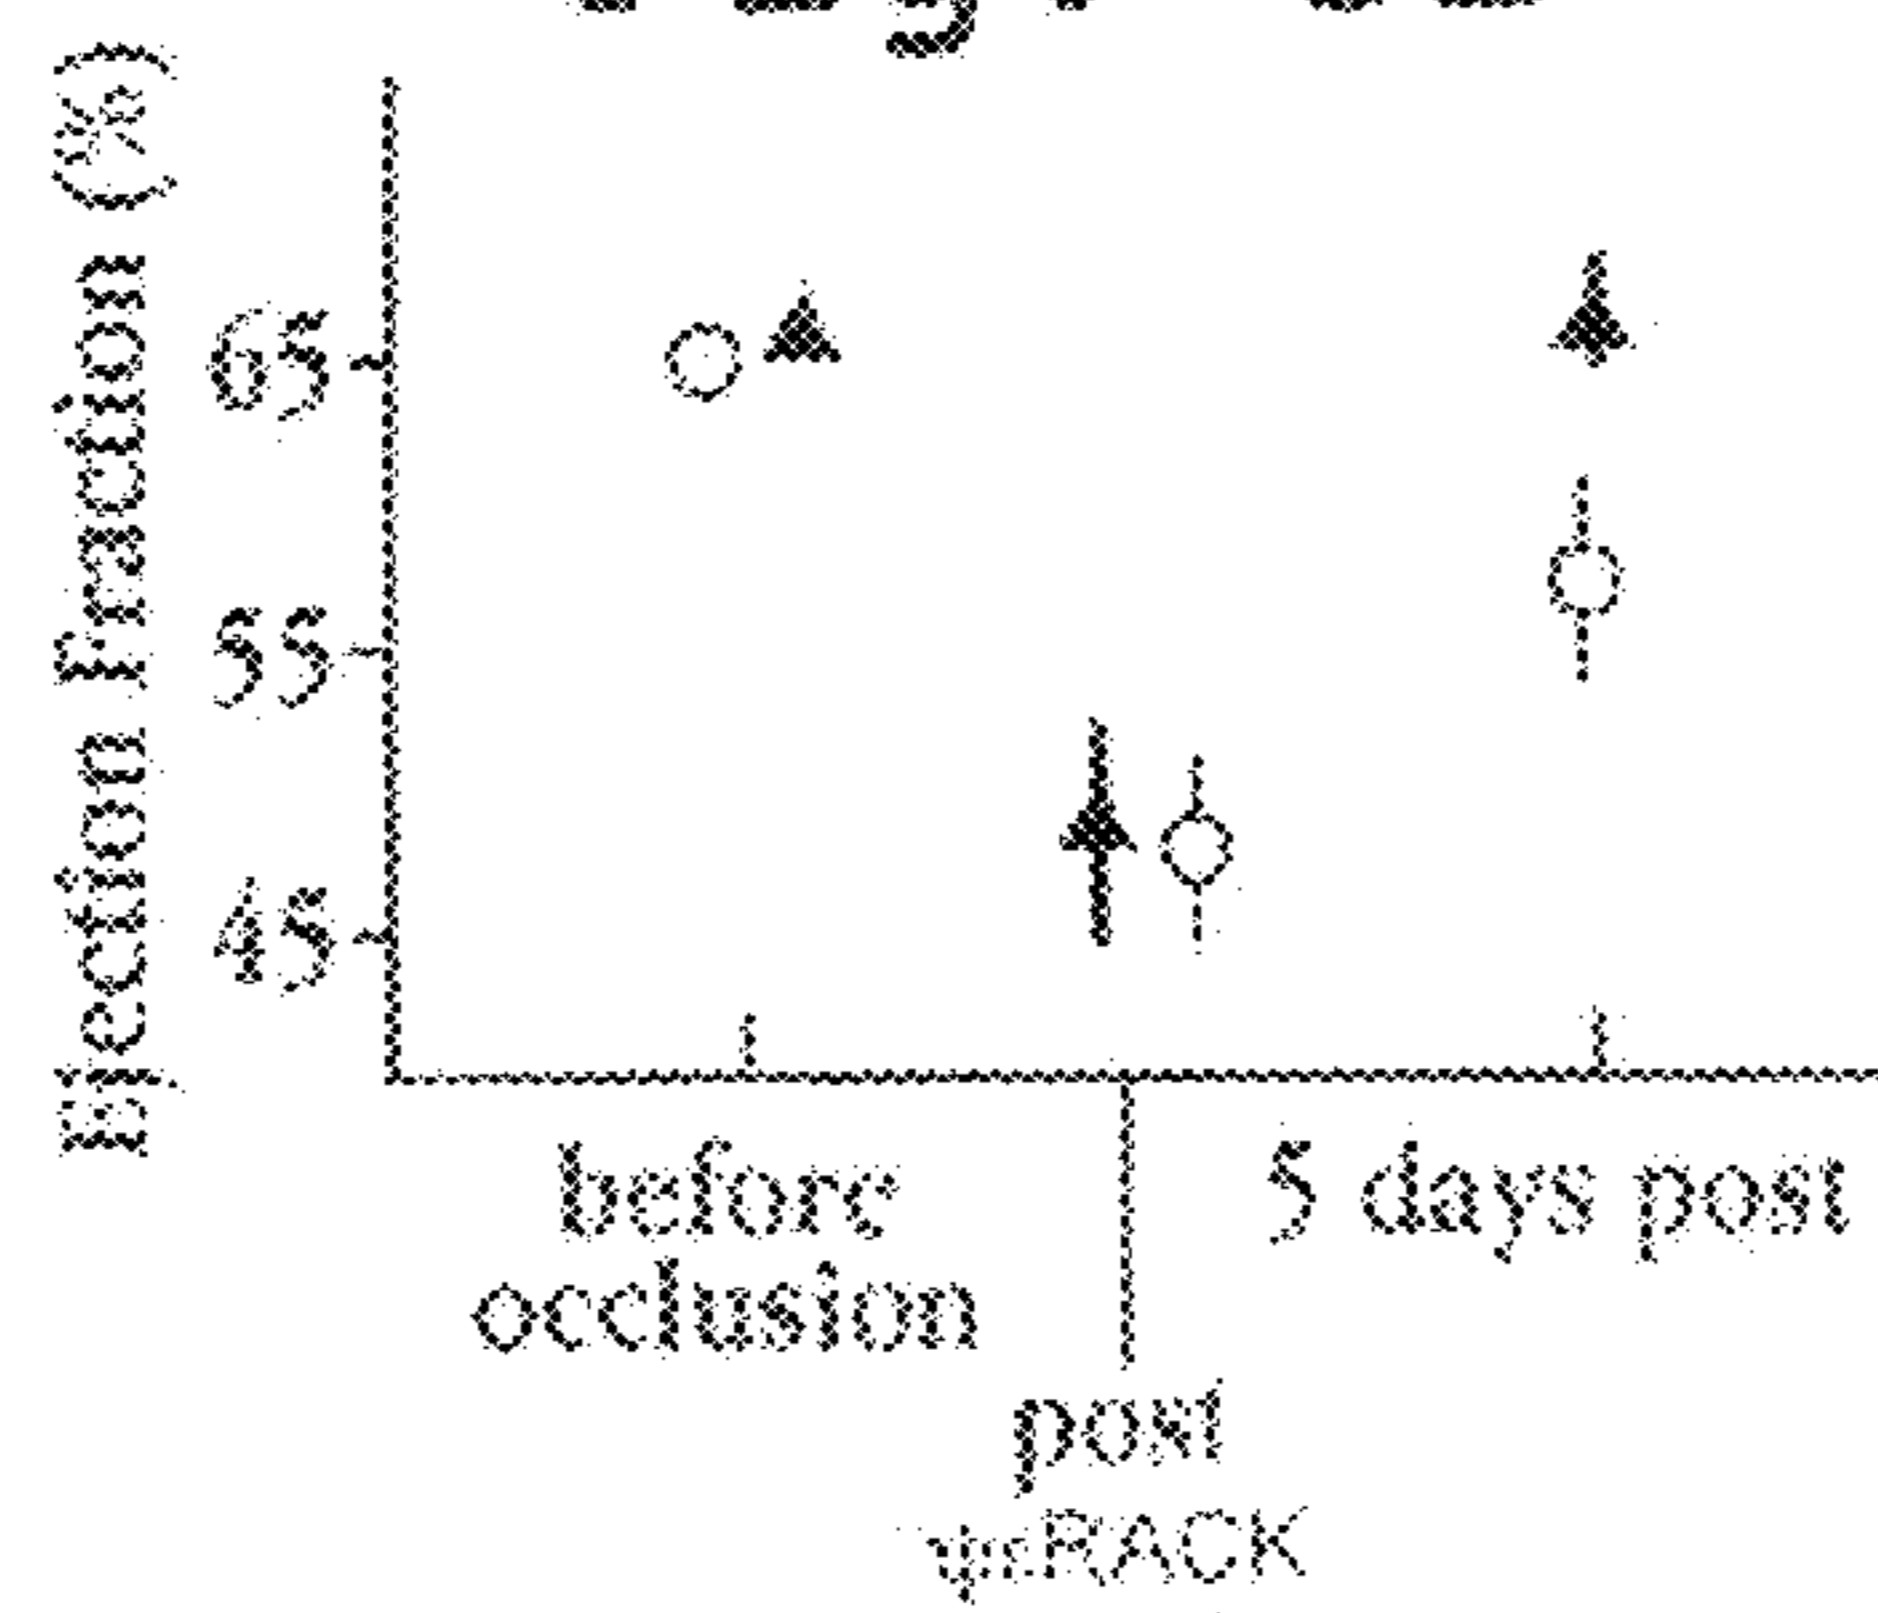 Ejection Fraction (%)
65
55
45
before
occlusion
5 days post
post
ψεRACK